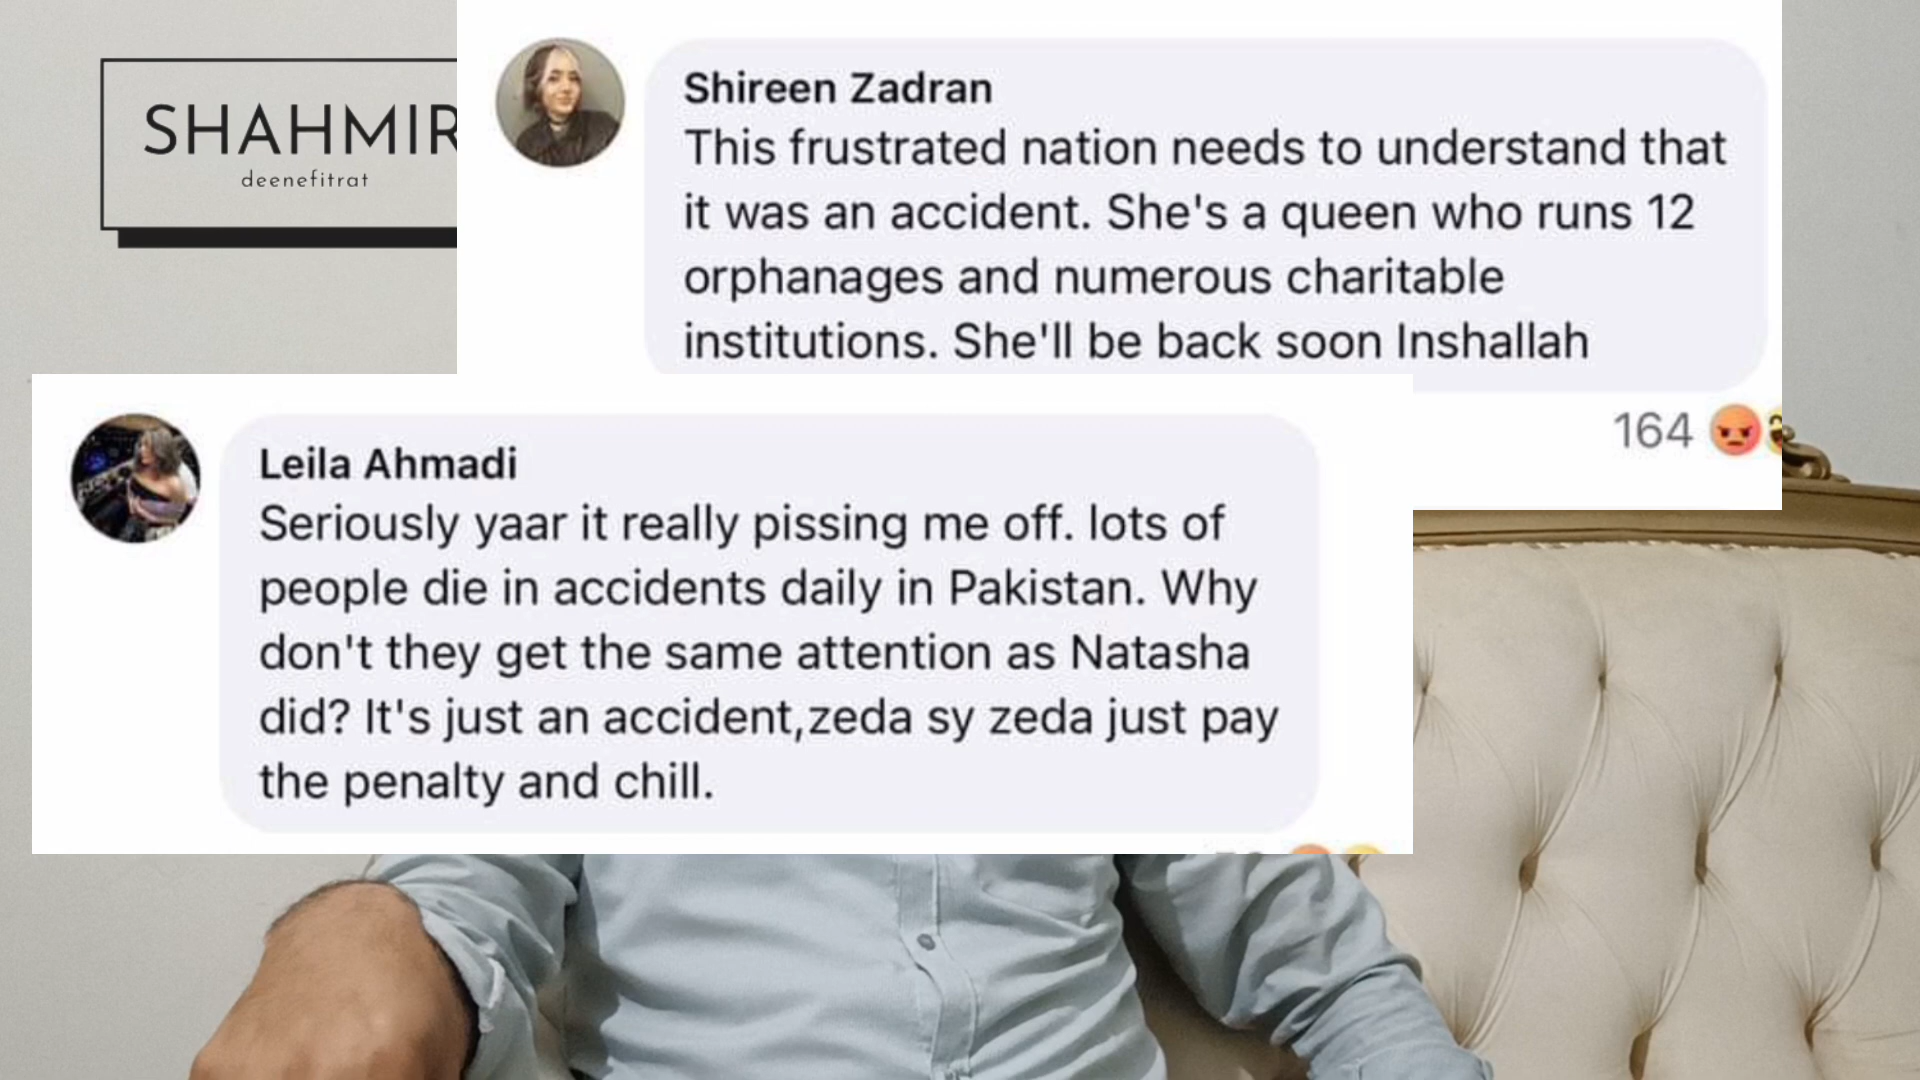 SHAHMIR
deenefitrat
Shireen Zadran
This frustrated nation needs to understand that
it was an accident. She's a queen who runs 12
orphanages and numerous charitable
institutions. She'll be back soon Inshallah
164
Leila Ahmadi
Seriously yaar it really pissing me off. lots of
people die in accidents daily in Pakistan. Why
don't they get the same attention as Natasha
did? It's just an accident,zeda sy zeda just pay
the penalty and chill.